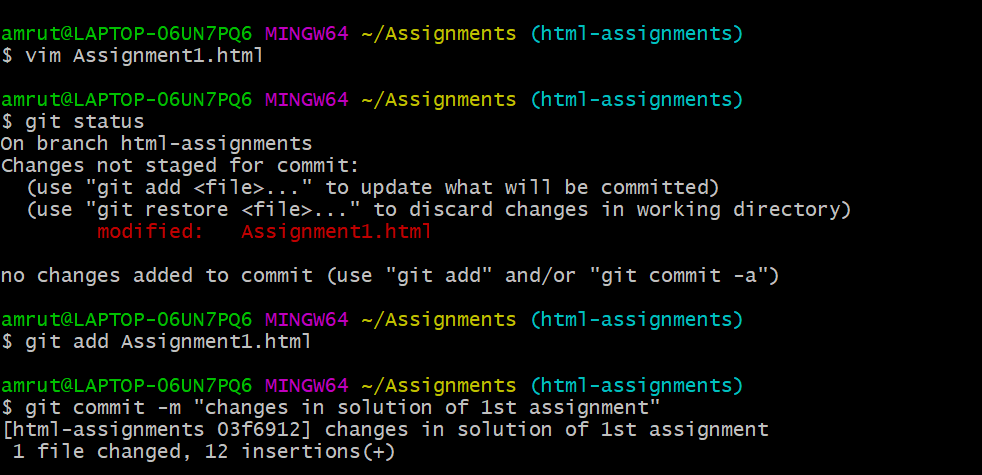 amrut@LAPTOP-O6UN7PQ6 MINGW64 ~/Assignments (html-assignments)
$ vim Assignment1.html
amrut@LAPTOP-O6UN7PQ6 MINGW64 ~/Assignments (html-assignments)
$ git status
On branch html-assignments
Changes not staged for commit:
  (use "git add <file>..." to update what will be committed)
  (use "git restore <file>..." to discard changes in working directory)
        modified:   Assignment1.html
no changes added to commit (use "git add" and/or "git commit -a")
amrut@LAPTOP-O6UN7PQ6 MINGW64 ~/Assignments (html-assignments)
$ git add Assignment1.html
amrut@LAPTOP-O6UN7PQ6 MINGW64 ~/Assignments (html-assignments)
$ git commit -m "changes in solution of 1st assignment"
[html-assignments 03f6912] changes in solution of 1st assignment
 1 file changed, 12 insertions(+)